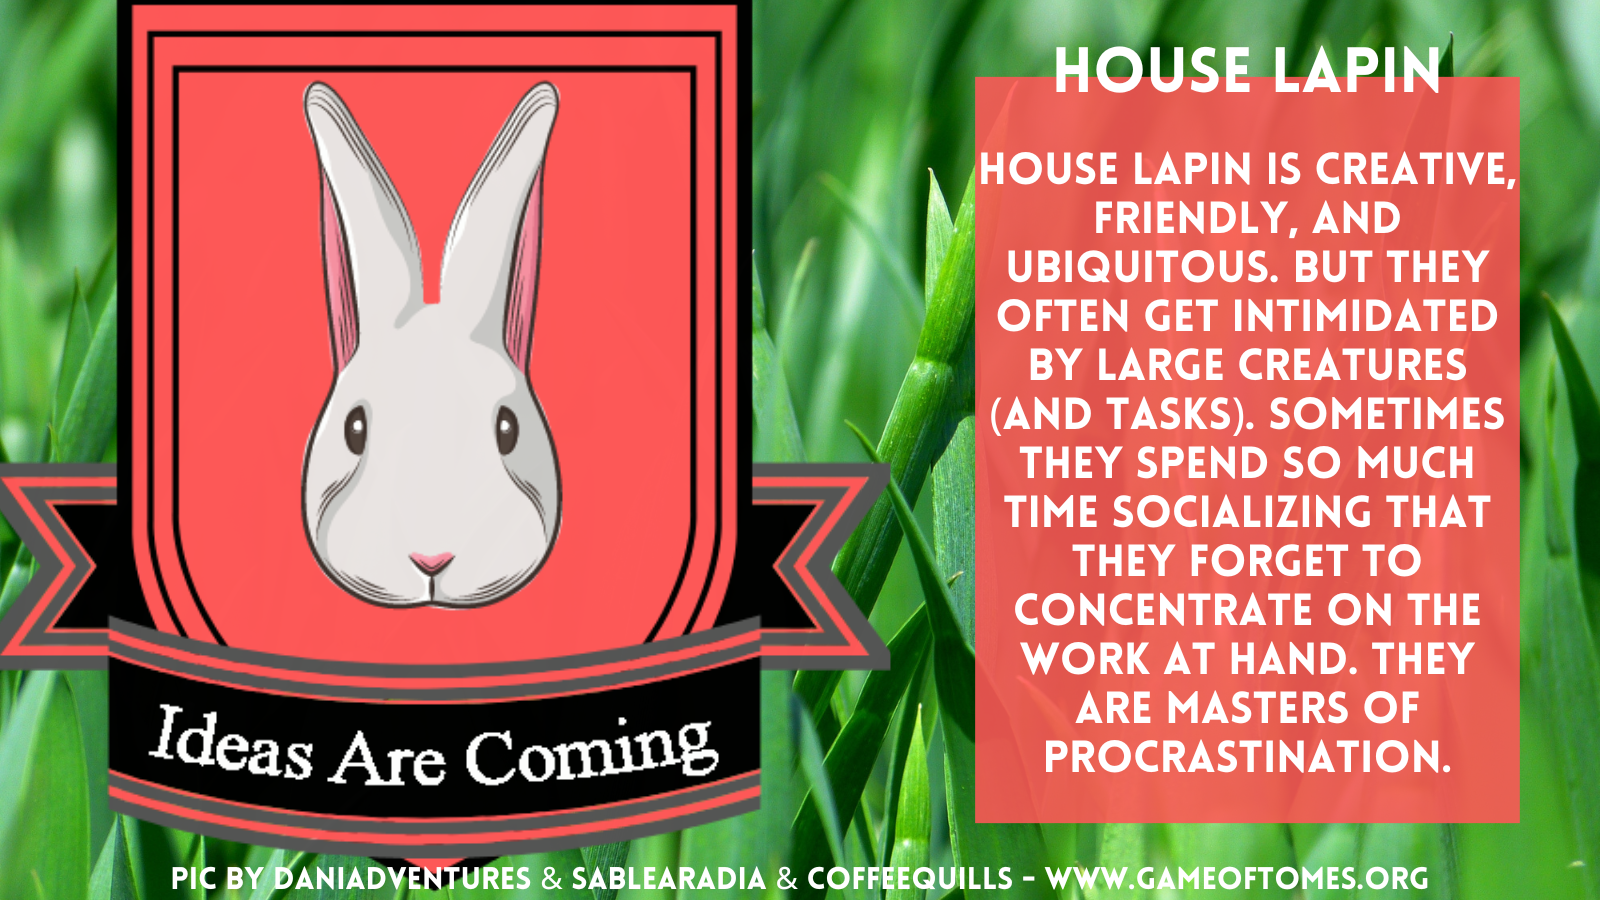 HOUSE LAPIN
HOUSE LAPIN IS CREATIVE,
FRIENDLY, AND
UBIQUITOUS. BUT THEY
OFTEN GET INTIMIDATED
BY LARGE CREATURES
(AND TASKS). SOMETIMES
THEY SPEND SO MUCH
TIME SOCIALIZING THAT
THEY FORGET TO
CONCENTRATE ON THE
WORK AT HAND. THEY
ARE MASTERS OF
PROCRASTINATION.
Ideas Are Coming
PIC BY DANIADVENTURES & SABLEARADIA & COFFEEQUILLS - WWW.GAMEOFTOMES.ORG